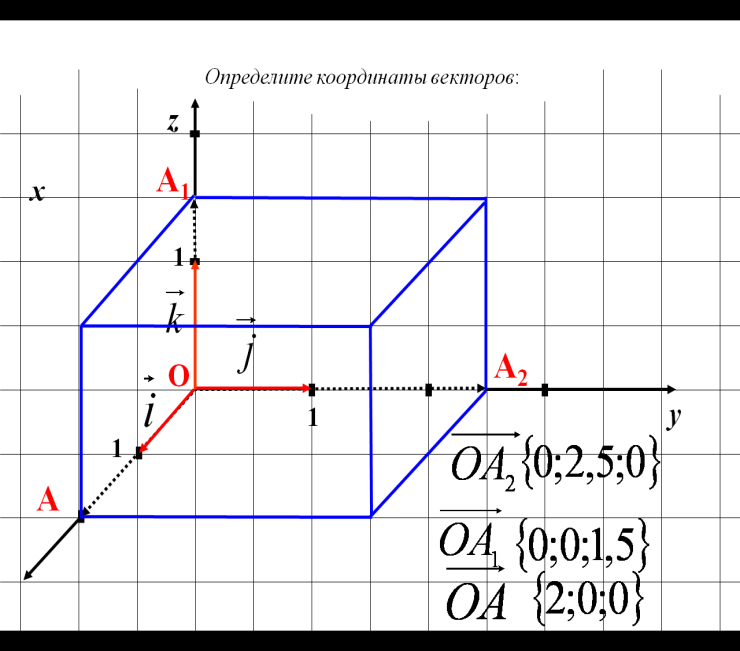 Определите координаты векторов:
z
x
A₁
1
k
j
O
A₂
i
1
y
1
OA₂{0;2,5;0}
A
OA₁ {0;0;1,5}
OA {2;0;0}